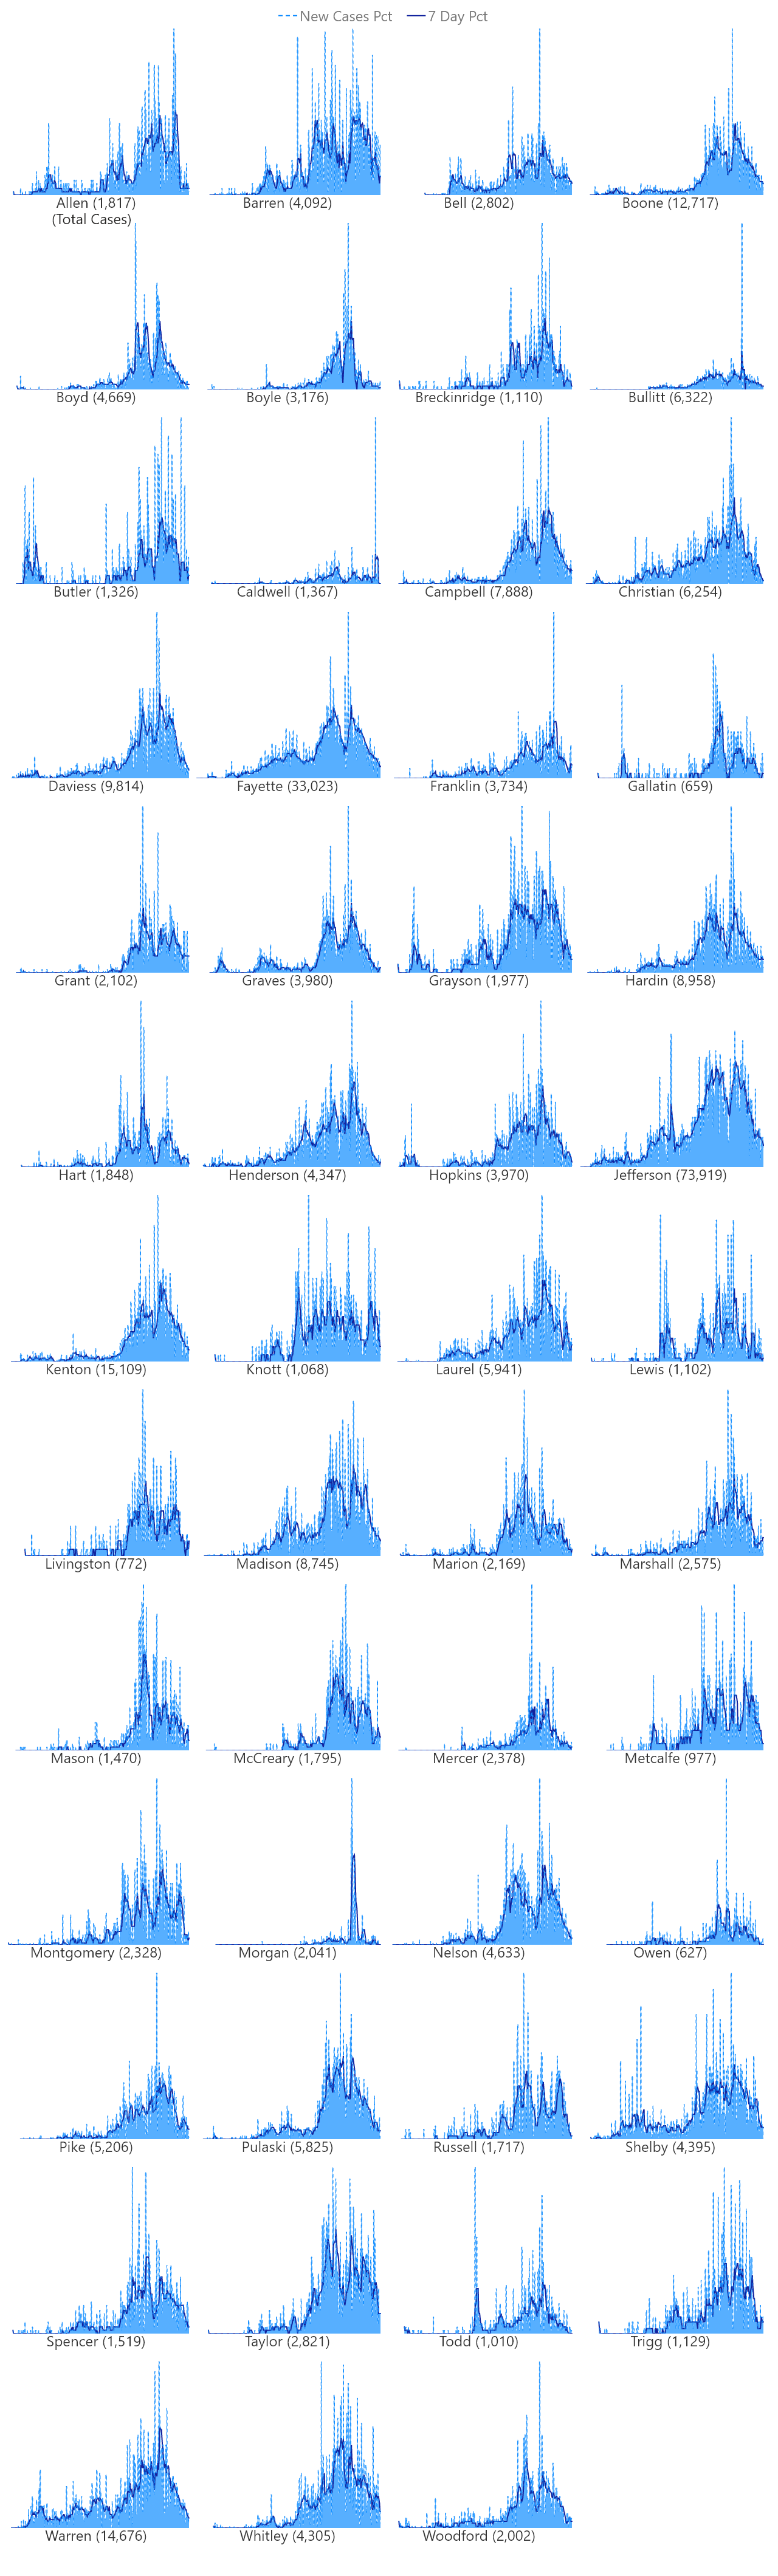 New Cases Pct 7 Day Pct
Allen (1,817) Barren (4,092) Bell (2,802) Boone (12,717)
(Total Cases)
Boyd (4,669) Boyle (3,176) Breckinridge (1,110) Bullitt (6,322)
Butler (1,326) Caldwell (1,367) Campbell (7,888) Christian (6,254)
Daviess (9,814) Fayette (33,023) Franklin (3,734) Gallatin (659)
Grant (2,102) Graves (3,980) Grayson (1,977) Hardin (8,958)
Hart (1,848) Henderson (4,347) Hopkins (3,970) Jefferson (73,919)
Kenton (15,109) Knott (1,068) Laurel (5,941) Lewis (1,102)
Livingston (772) Madison (8,745) Marion (2,169) Marshall (2,575)
Mason (1,470) McCreary (1,795) Mercer (2,378) Metcalfe (977)
Montgomery (2,328) Morgan (2,041) Nelson (4,633) Owen (627)
Pike (5,206) Pulaski (5,825) Russell (1,717) Shelby (4,395)
Spencer (1,519) Taylor (2,821) Todd (1,010) Trigg (1,129)
Warren (14,676) Whitley (4,305) Woodford (2,002)